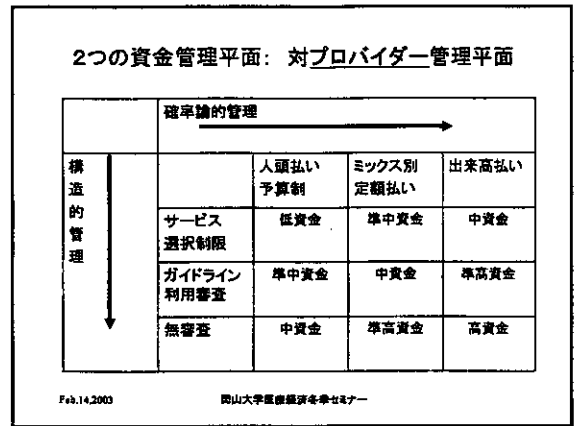 2つの資金管理平面: 対プロバイダー管理平面
確率論的管理
構造的管理
人頭払い ミックス別 出来高払い
予算制 定額払い
サービス 低資金 準中資金 中資金
選択制限
ガイドライン 準中資金 中資金 準高資金
利用審査
無審査 中資金 準高資金 高資金
Feb.14,2003 岡山大学医療経済冬季セミナー